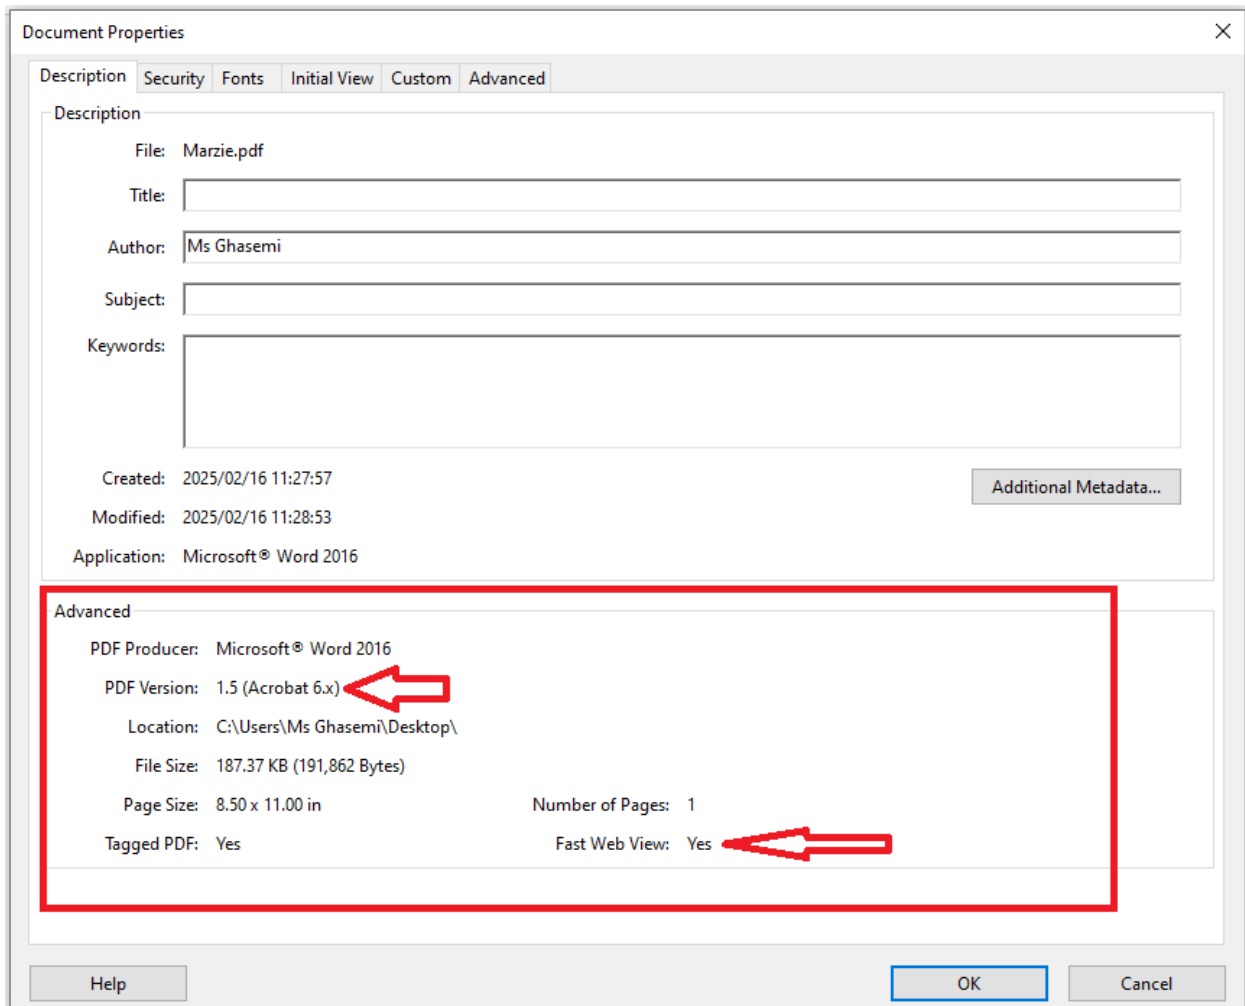 Document Properties
Description Security Fonts Initial View Custom Advanced
Description
File: Marzie.pdf
Title:
Author: Ms Ghasemi
Subject:
Keywords:
Created: 2025/02/16 11:27:57
Additional Metadata...
Modified: 2025/02/16 11:28:53
Application: Microsoft® Word 2016
Advanced
PDF Producer: Microsoft® Word 2016
PDF Version: 1.5 (Acrobat 6.x)
Location: C:\Users\Ms Ghasemi\Desktop\
File Size: 187.37 KB (191,862 Bytes)
Page Size: 8.50 x 11.00 in Number of Pages: 1
Tagged PDF: Yes Fast Web View: Yes
Help OK Cancel